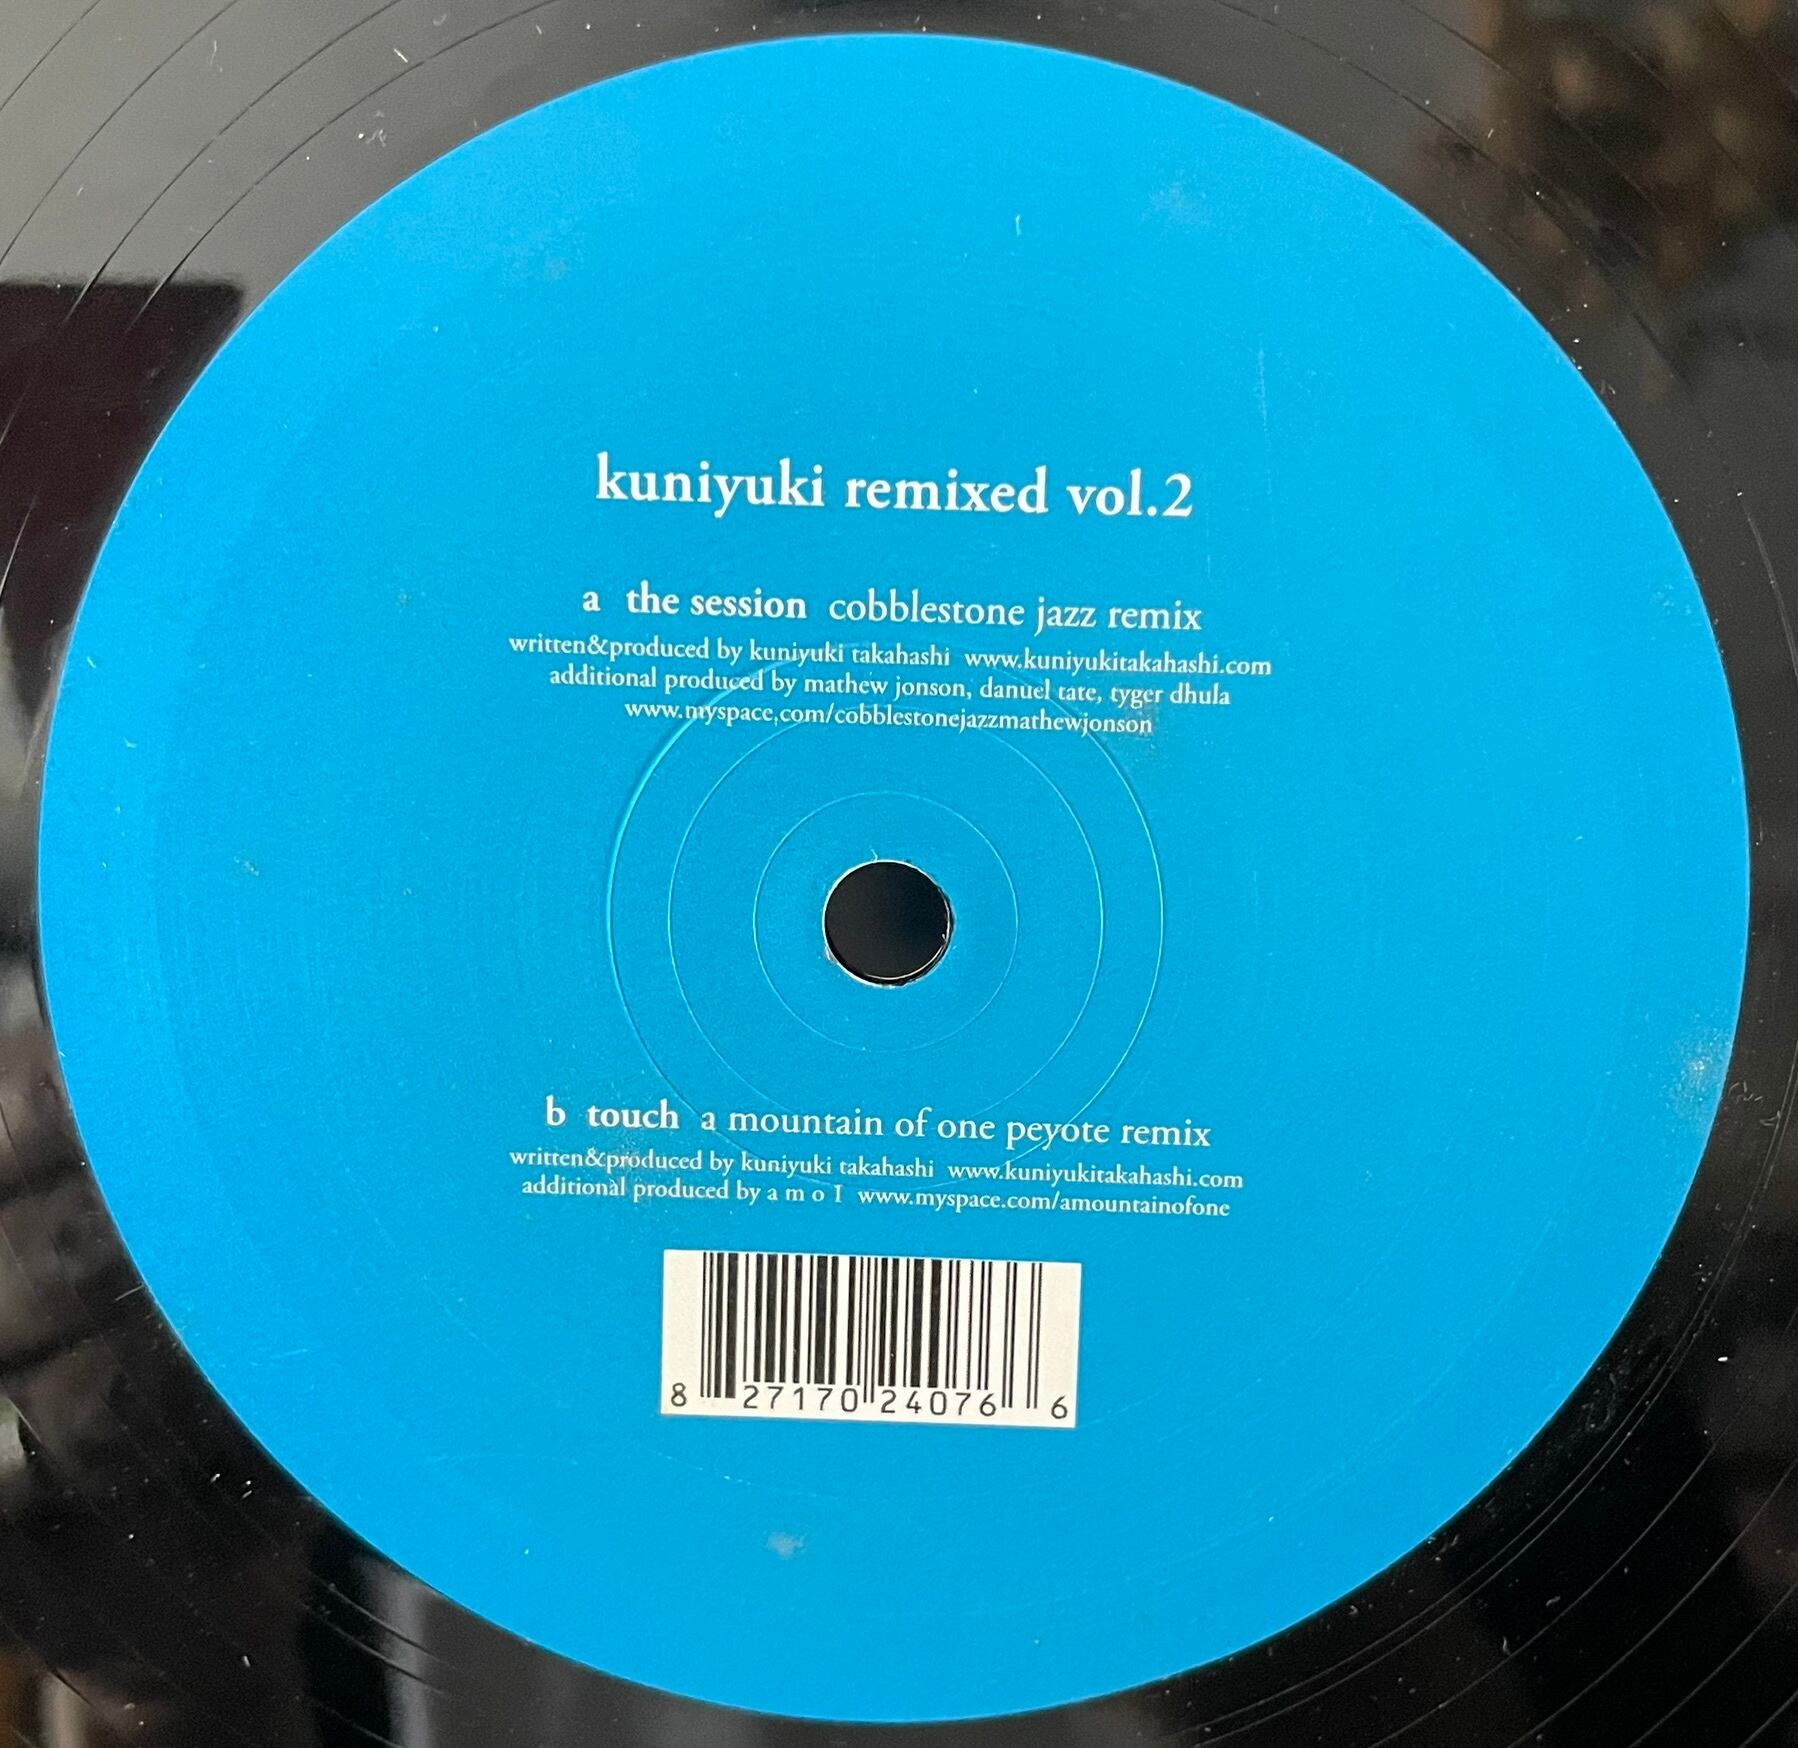 kuniyuki remixed vol.2
a the session cobblestone jazz remix
written&produced by kuniyuki takahashi www.kuniyukitakahashi.com
additional produced by mathew jonson, danuel tate, tyger dhula
www.myspace,com/cobblestonejazzmathewjonson
b touch a mountain of one peyote remix
written&produced by kuniyuki takahashi www.kuniyukitakahashi.com
additional produced by a m o I www.myspace.com/amountainofone
8 27170 24076 6